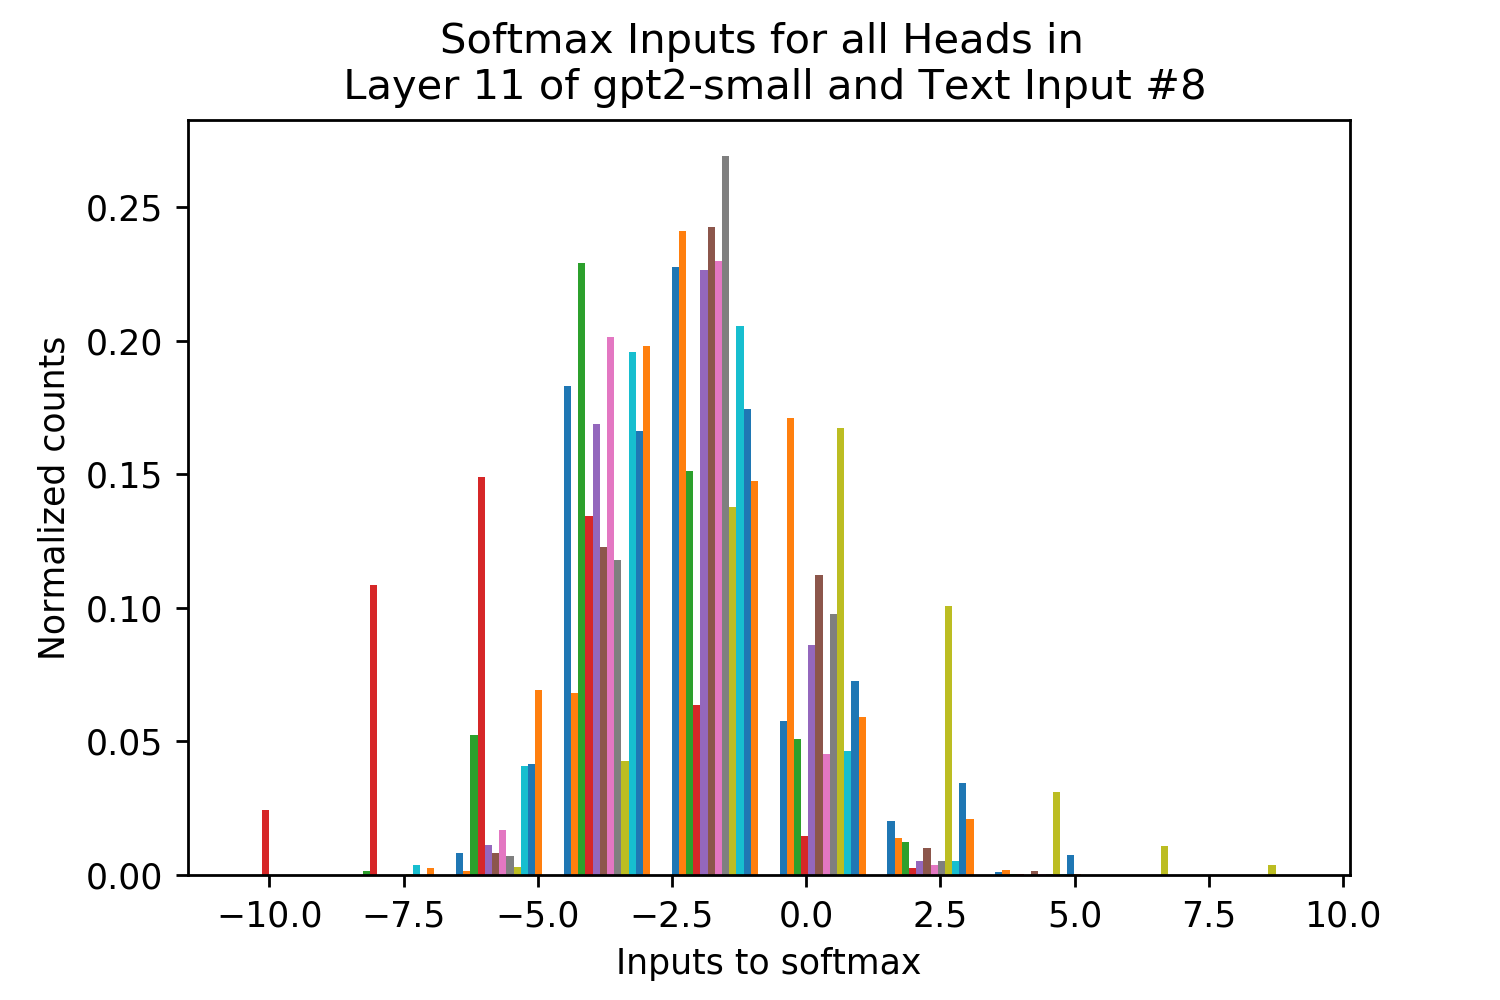 Softmax Inputs for all Heads in
Layer 11 of gpt2-small and Text Input #8
Normalized counts
0.25
0.20
0.15
0.10
0.05
0.00
−10.0 −7.5 −5.0 −2.5 0.0 2.5 5.0 7.5 10.0
Inputs to softmax